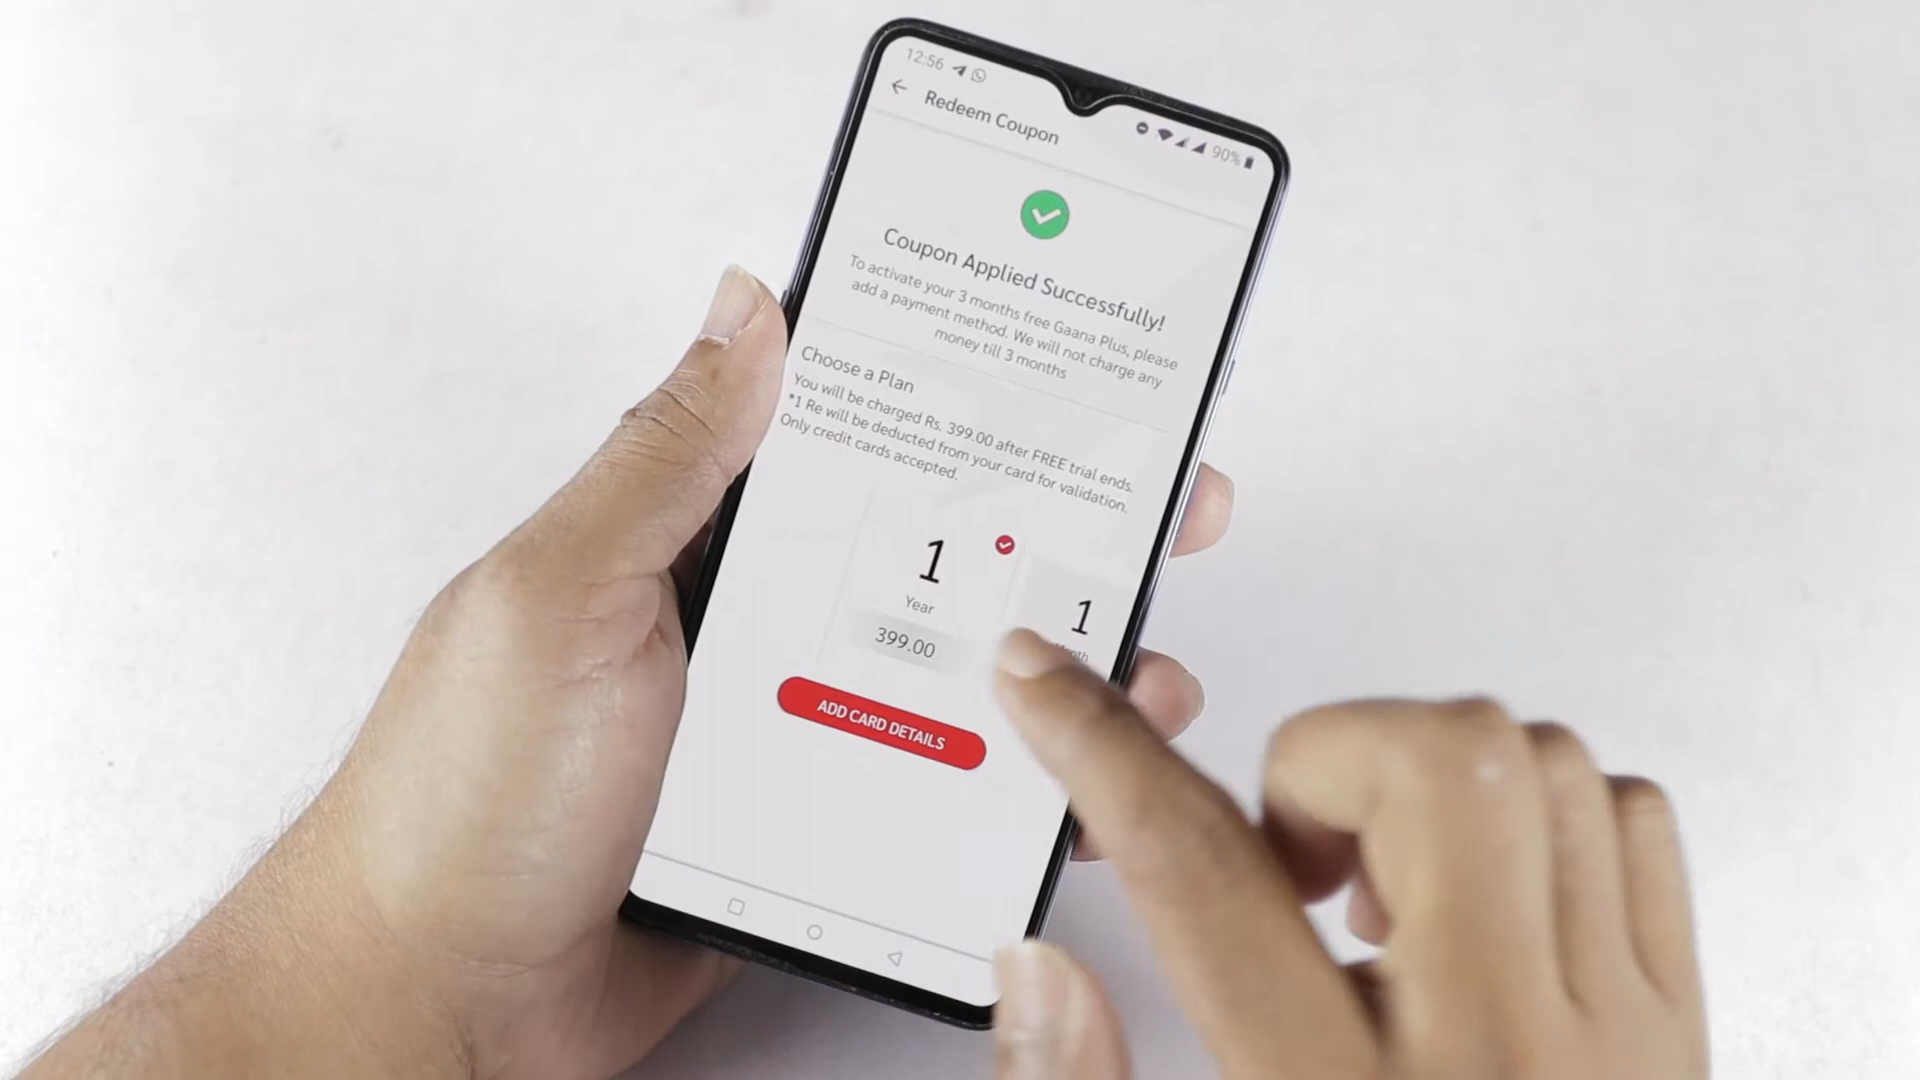 12:56
90%
Redeem Coupon
Coupon Applied Successfully!
To activate your 3 months free Gaana Plus, please
add a payment method. We will not charge any
money till 3 months
Choose a Plan
You will be charged Rs. 399.00 after FREE trial ends.
*1 Re will be deducted from your card for validation.
Only credit cards accepted.
1
Year
399.00
1
ADD CARD DETAILS